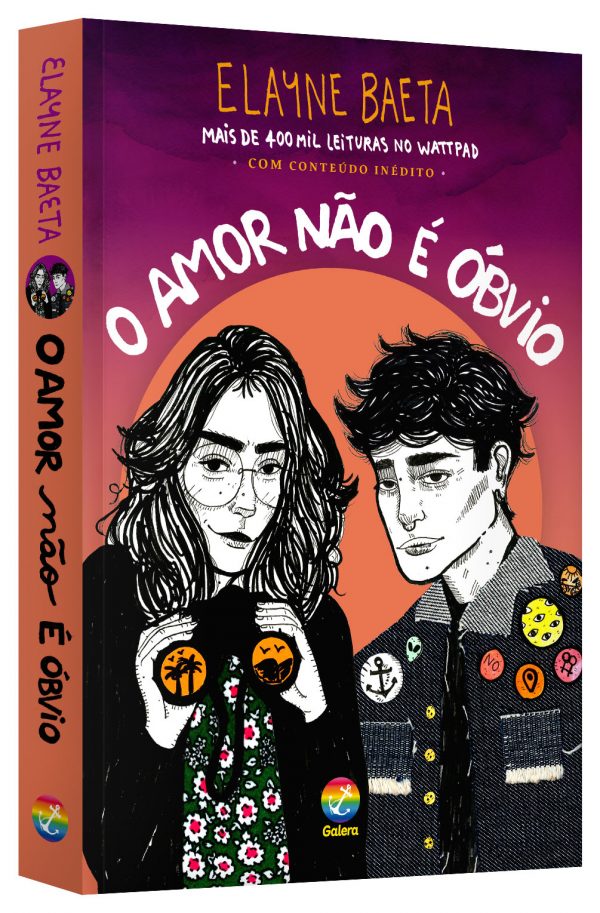 ELAYNE BAETA
MAIS DE 400 MIL LEITURAS NO WATTPAD
• COM CONTEÚDO INÉDITO •
O AMOR NÃO É ÓBVIO
NO
Galera
ELAYNE BAETA
O AMOR não É ÓBVIO